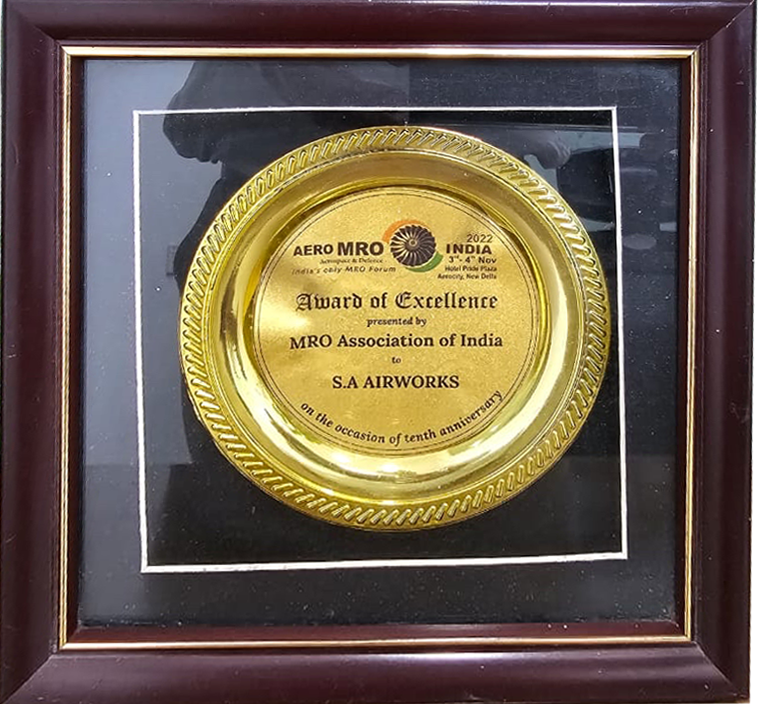 AERO MRO
Aerospace & Defence
India's only MRO Forum
2022
INDIA
3rd - 4th Nov
Hotel Pride Plaza
Aerocity, New Delhi
Award of Excellence
presented by
MRO Association of India
to
S.A AIRWORKS
on the occasion of tenth anniversary